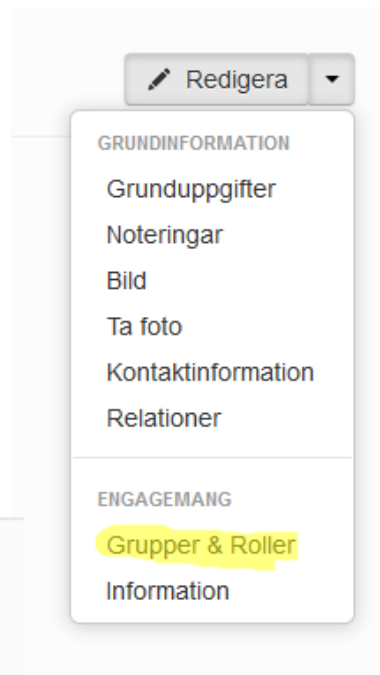 Redigera
GRUNDINFORMATION
Grunduppgifter
Noteringar
Bild
Ta foto
Kontaktinformation
Relationer
ENGAGEMANG
Grupper & Roller
Information